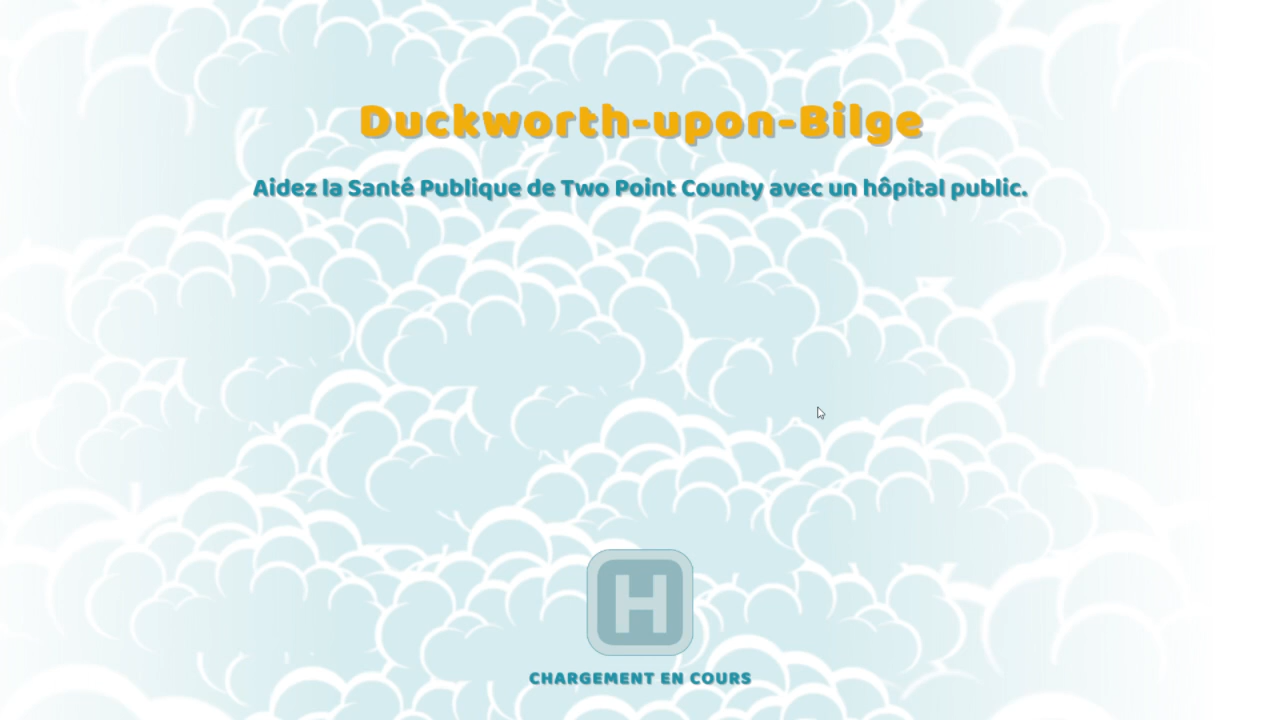 Duckworth-upon-Bilge
Aidez la Santé Publique de Two Point County avec un hôpital public.
H
CHARGEMENT EN COURS